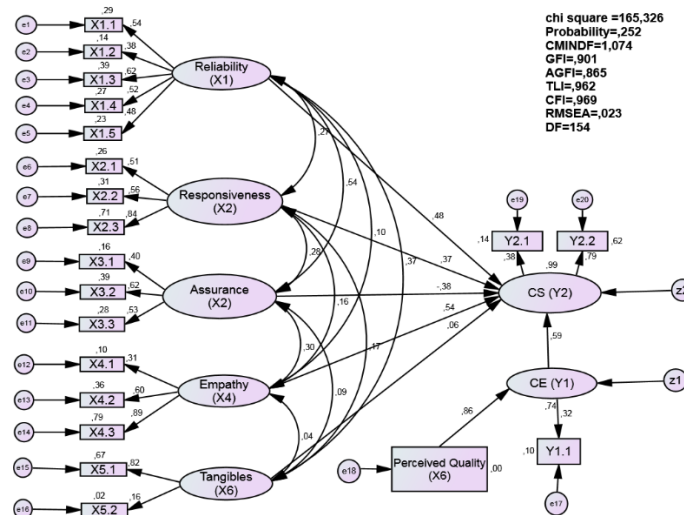 chi square =165,326
Probability=,252
CMINDF=1,074
GFI=,901
AGFI=,865
TLI=,962
CFI=,969
RMSEA=,023
DF=154
e1
,29
X1.1
,54
e2
,14
X1.2
,38
e3
,39
X1.3
,62
e4
,27
X1.4
,52
e5
,23
X1.5
,48
Reliability
(X1)
e6
,26
X2.1
,51
e7
,31
X2.2
,56
e8
,71
X2.3
,84
Responsiveness
(X2)
e9
,16
X3.1
,40
e10
,39
X3.2
,62
e11
,28
X3.3
,53
Assurance
(X2)
e12
,10
X4.1
,31
e13
,36
X4.2
,60
e14
,79
X4.3
,89
Empathy
(X4)
e15
,67
X5.1
,82
e16
,02
X5.2
,16
Tangibles
(X6)
,27
,54
,10
,37
,28
,16
,17
,30
,09
,04
,48
,37
-,38
,54
,06
e19
e20
,14
Y2.1
Y2.2
,62
,38
,79
,99
CS (Y2)
,59
CE (Y1)
z1
,74
,32
,10
Y1.1
e17
,86
e18
Perceived Quality
(X6)
,00